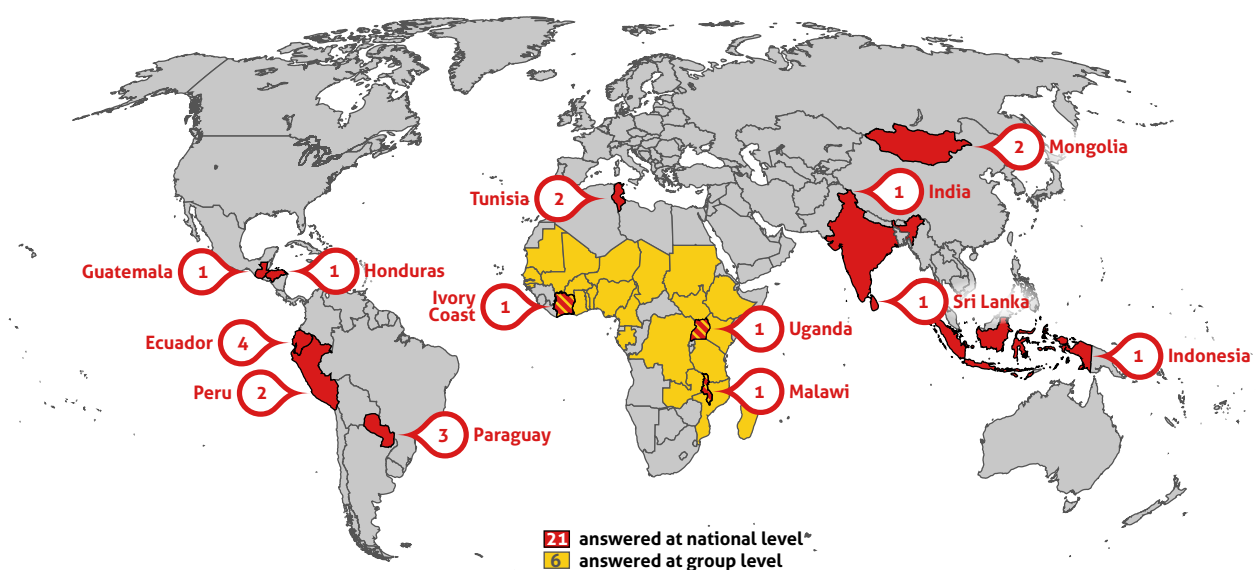 2 Mongolia
1 India
Tunisia 2
Guatemala 1
1 Honduras
Ivory
Coast 1
1 Sri Lanka
1 Uganda
Ecuador 4
1 Indonesia
Peru 2
1 Malawi
3 Paraguay
21 answered at national level*
6 answered at group level